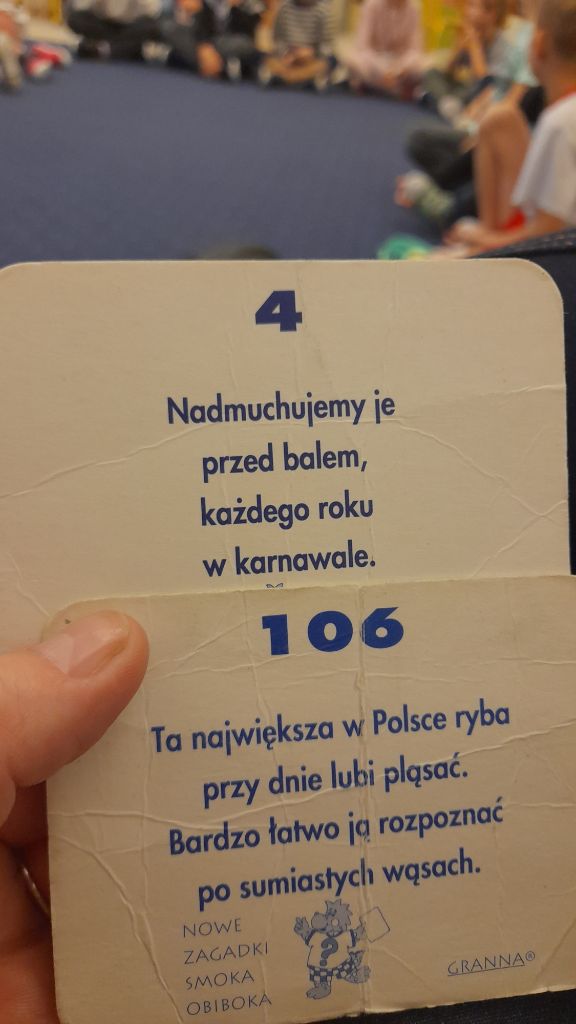 4
Nadmuchujemy je
przed balem,
każdego roku
w karnawale.
106
Ta największa w Polsce ryba
przy dnie lubi pląsać.
Bardzo łatwo ją rozpoznać
po sumiastych wąsach.
NOWE
ZAGADKI
SMOKA
OBIBOKA
?
GRANNA®